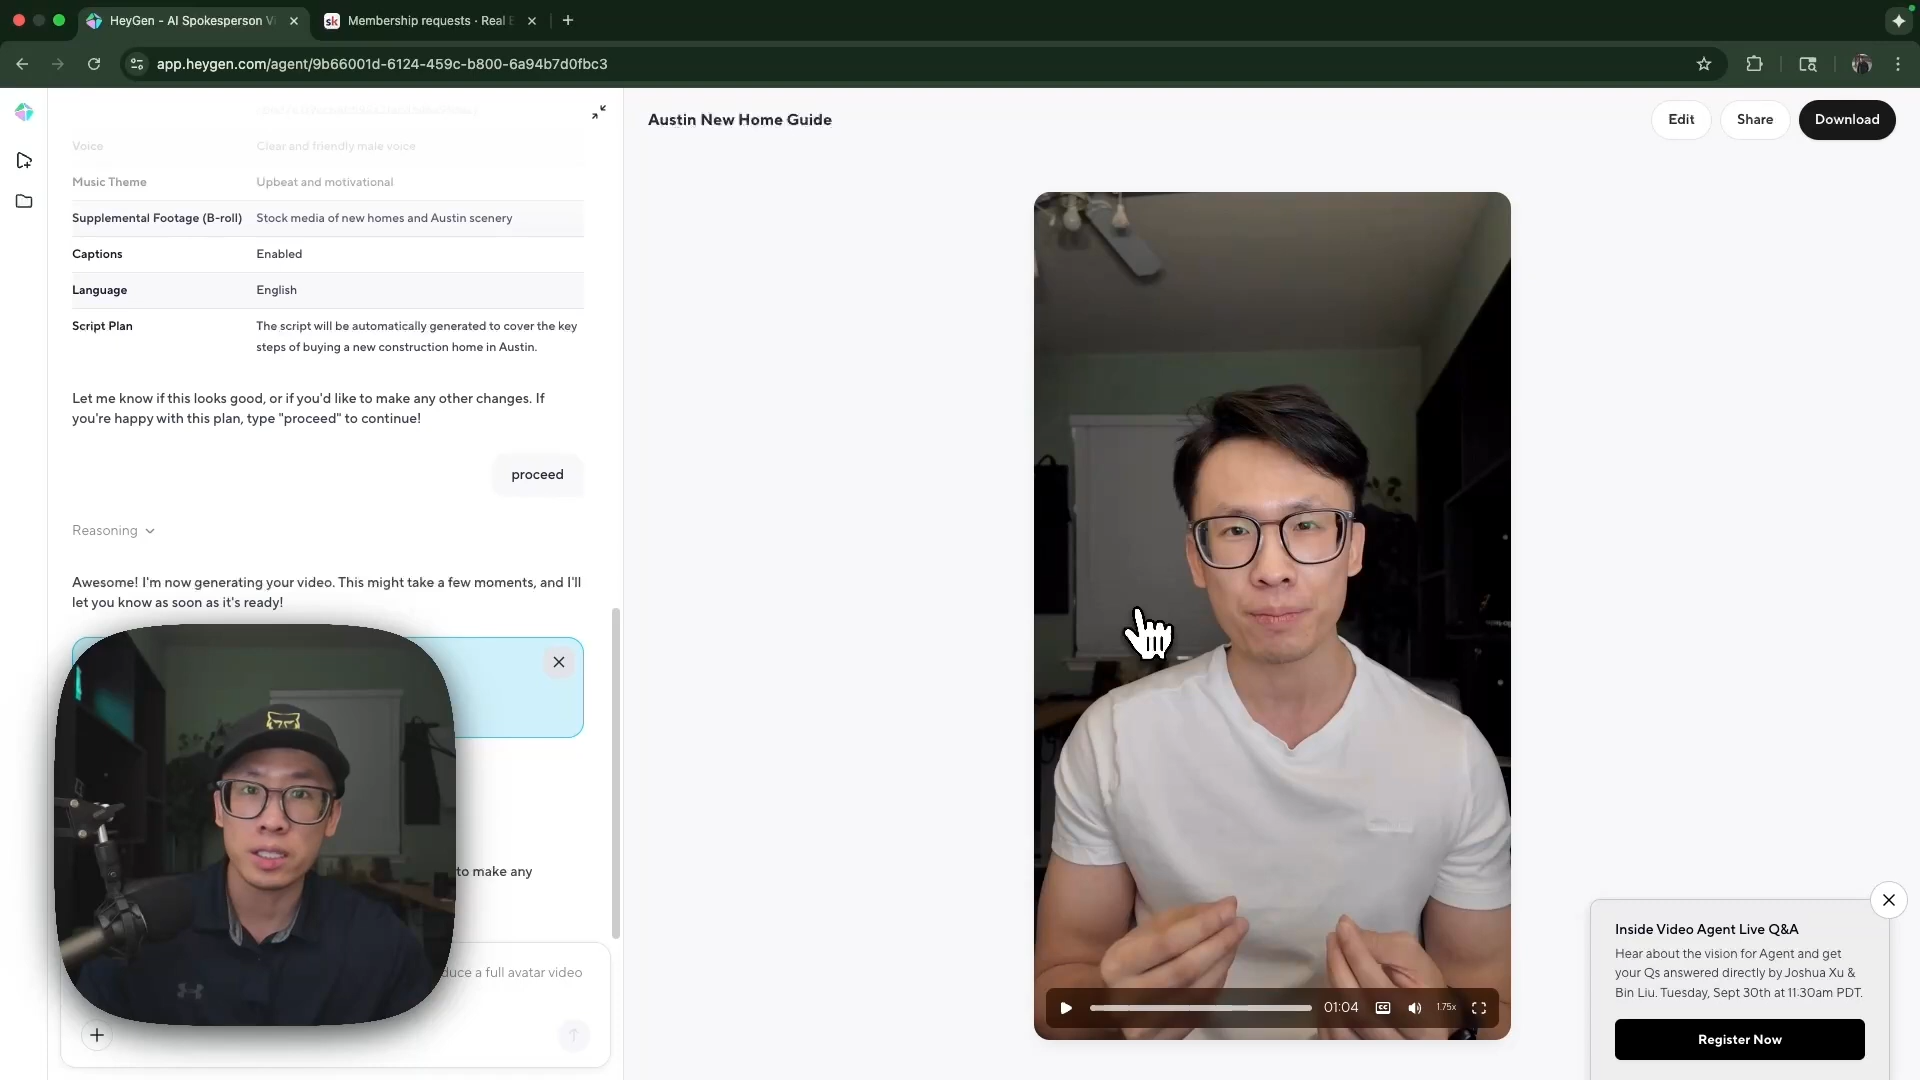 HeyGen - AI Spokesperson Vi
sk Membership requests · Real E
app.heygen.com/agent/9b66001d-6124-459c-b800-6a94b7d0fbc3
Voice Clear and friendly male voice
Music Theme Upbeat and motivational
Supplemental Footage (B-roll) Stock media of new homes and Austin scenery
Captions Enabled
Language English
Script Plan The script will be automatically generated to cover the key
steps of buying a new construction home in Austin.
Let me know if this looks good, or if you'd like to make any other changes. If
you're happy with this plan, type "proceed" to continue!
proceed
Reasoning
Awesome! I'm now generating your video. This might take a few moments, and I'll
let you know as soon as it's ready!
to make any
duce a full avatar video
Austin New Home Guide
Edit
Share
Download
01:04
CC
1.75x
Inside Video Agent Live Q&A
Hear about the vision for Agent and get
your Qs answered directly by Joshua Xu &
Bin Liu. Tuesday, Sept 30th at 11:30am PDT.
Register Now